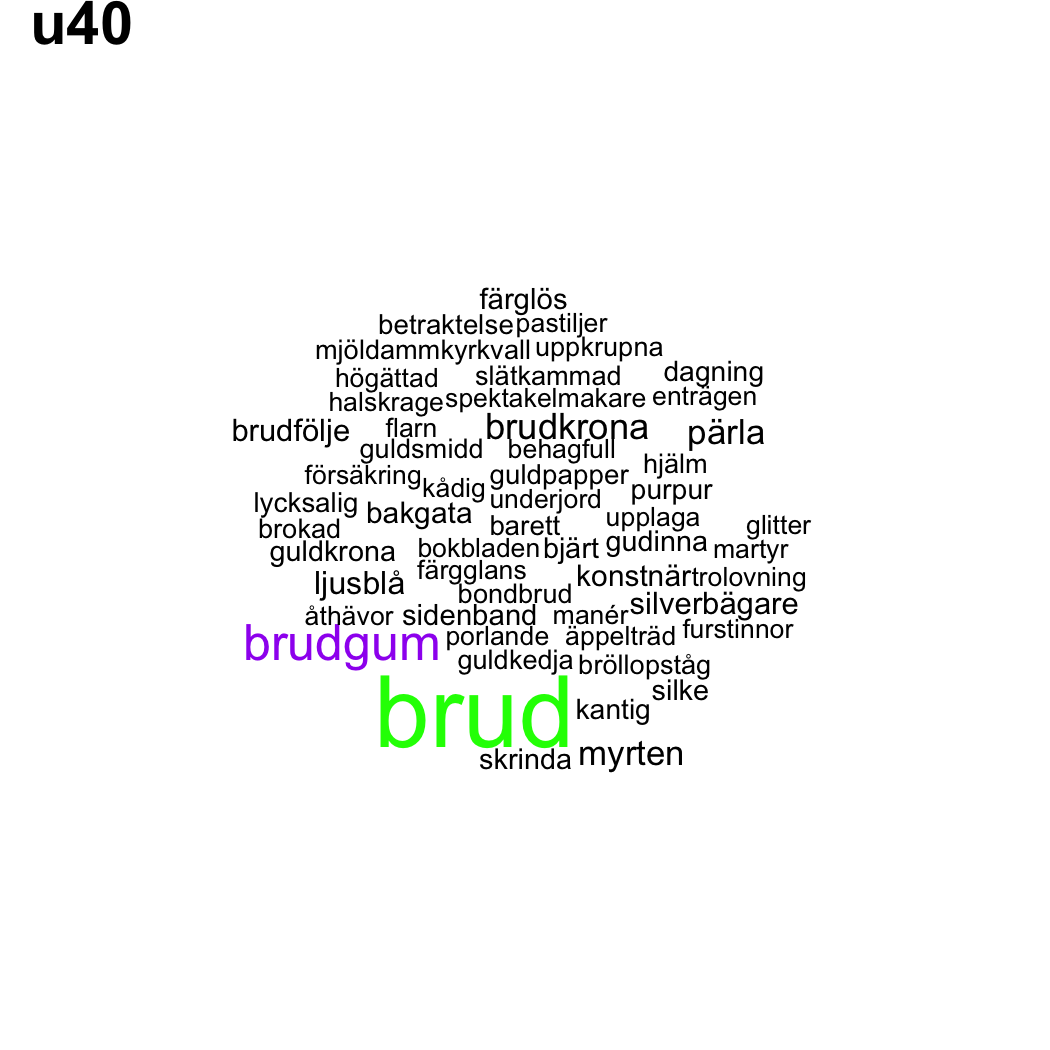 u40
färglös
betraktelse pastiljer
mjöldamm kyrkvall uppkrupna
högättad slätkammad dagning
halskrage spektakelmakare enträgen
brudfölje flarn brudkrona pärla
guldsmidd behagfull
försäkring kådig guldpapper hjälm
lycksalig underjord purpur
brokad bakgata barett upplaga glitter
guldkrona bokbladen bjärt gudinna martyr
ljusblå färgglans konstnär trolovning
bondbrud silverbägare
åthävor sidenband manér furstinnor
brudgum porlande äppelträd
guldkedja bröllopståg
brud silke
kantig
skrinda myrten